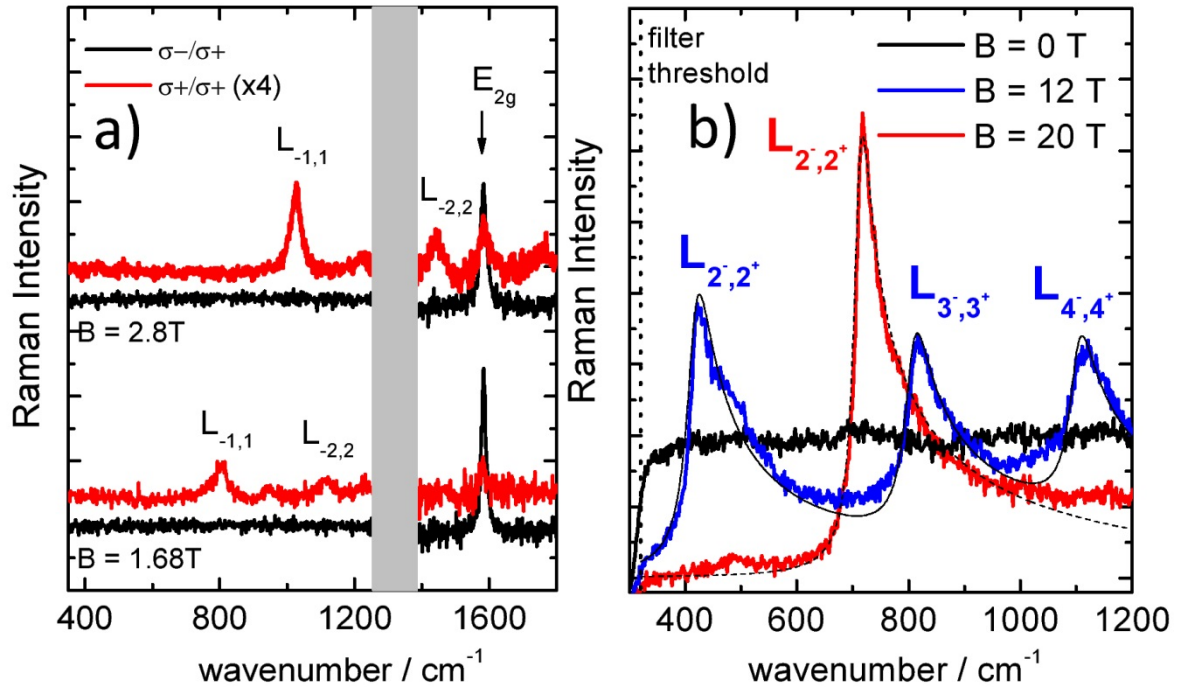 σ−/σ+
σ+/σ+ (x4)
a)
E2g
L-1,1
L-2,2
B = 2.8T
L-1,1
L-2,2
B = 1.68T
Raman Intensity
400 800 1200 1600
wavenumber / cm-1
filter
threshold
B = 0 T
B = 12 T
B = 20 T
b)
L2-,2+
L2-,2+
L3-,3+
L4-,4+
Raman Intensity
400 600 800 1000 1200
wavenumber / cm-1